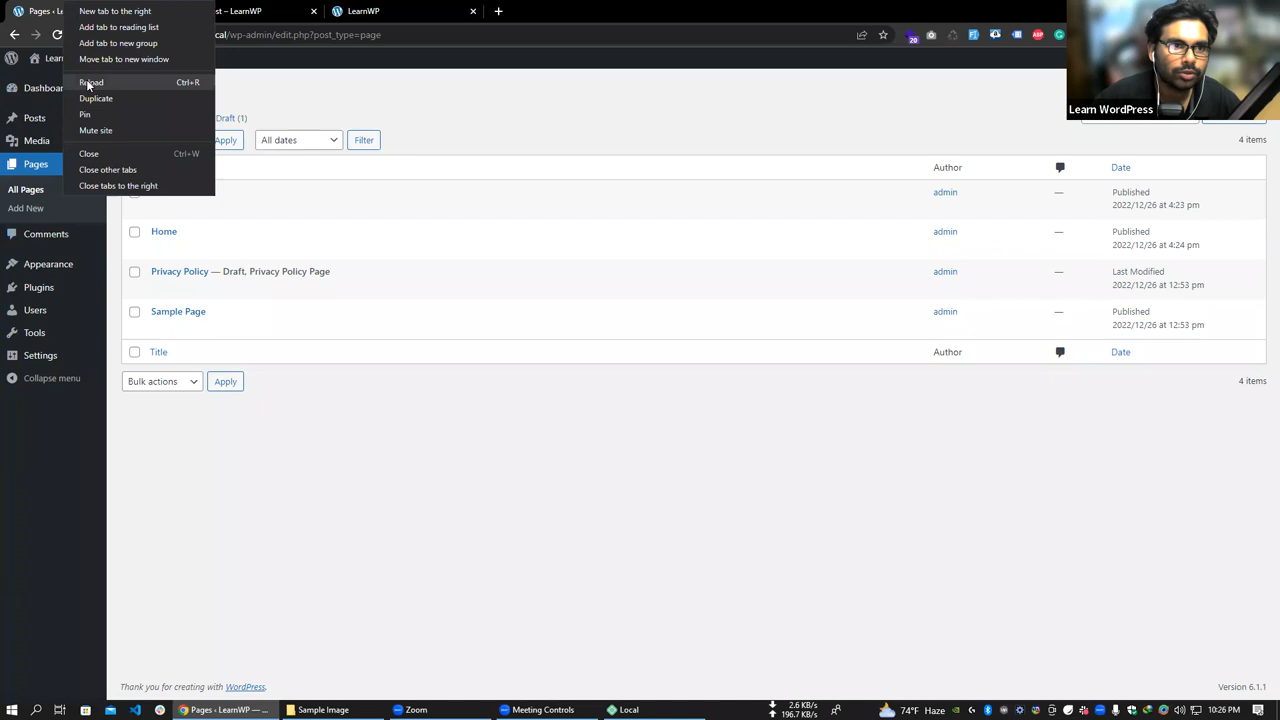 Pages ‹ L
st – LearnWP
LearnWP
New tab to the right
Add tab to reading list
Add tab to new group
Move tab to new window
Reload Ctrl+R
Duplicate
Pin
Mute site
Close Ctrl+W
Close other tabs
Close tabs to the right
cal/wp-admin/edit.php?post_type=page
20
ABP
Learn WordPress
Lear
Dashboar
Posts
Media
Pages
All Pages
Add New
Comments
Appearance
Plugins
Users
Tools
Settings
Collapse menu
Draft (1)
Apply
All dates
Filter
4 items
Author
Date
admin
—
Published
2022/12/26 at 4:23 pm
Home
admin
—
Published
2022/12/26 at 4:24 pm
Privacy Policy — Draft, Privacy Policy Page
admin
—
Last Modified
2022/12/26 at 12:53 pm
Sample Page
admin
—
Published
2022/12/26 at 12:53 pm
Title
Author
Date
Bulk actions
Apply
4 items
Thank you for creating with WordPress.
Version 6.1.1
Pages ‹ LearnWP — ...
Sample Image
Zoom
Meeting Controls
Local
2.6 KB/s
196.7 KB/s
74°F Haze
10:26 PM